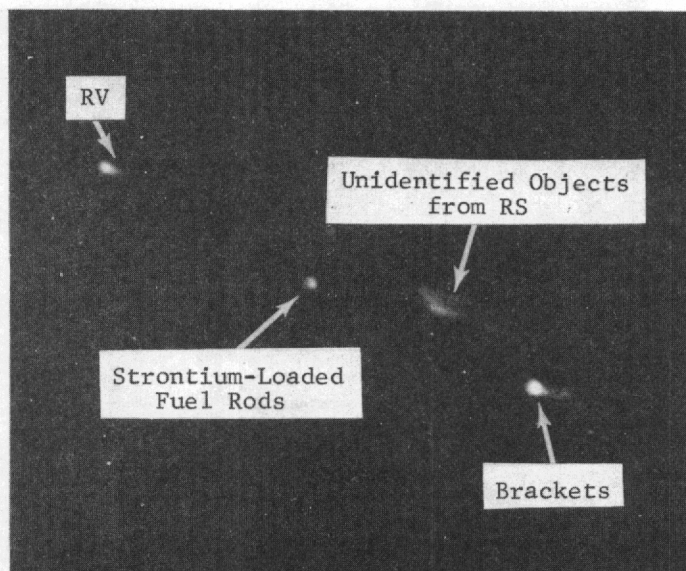 RV
Unidentified Objects
from RS
Strontium-Loaded
Fuel Rods
Brackets